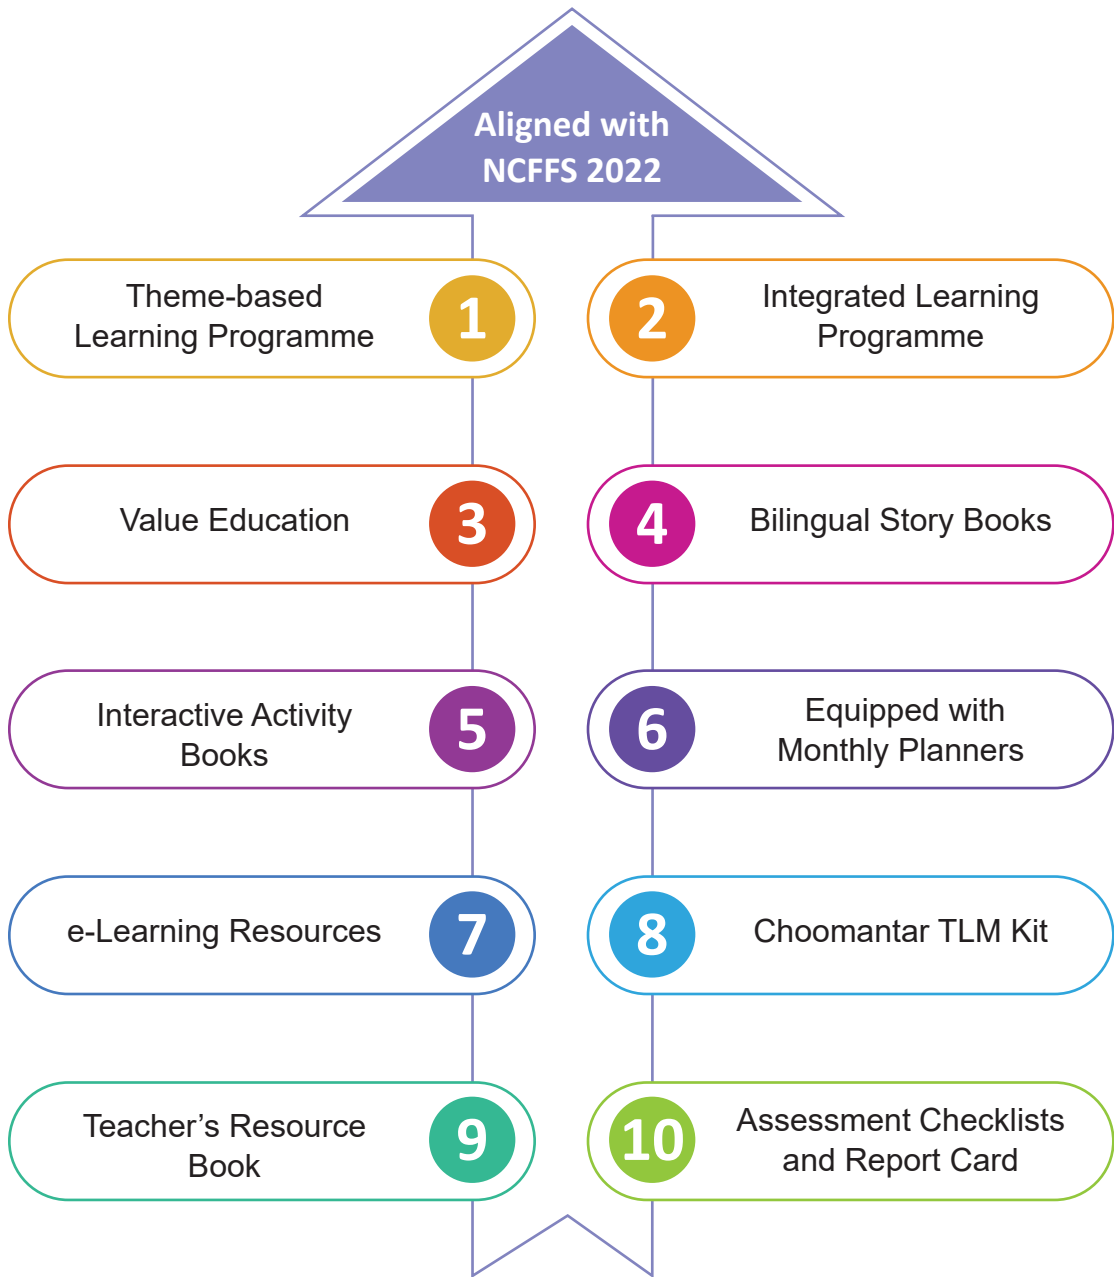 Aligned with
NCFFS 2022
Theme-based
Learning Programme
1
2
Integrated Learning
Programme
Value Education
3
4
Bilingual Story Books
Interactive Activity
Books
5
6
Equipped with
Monthly Planners
e-Learning Resources
7
8
Choomantar TLM Kit
Teacher’s Resource
Book
9
10
Assessment Checklists
and Report Card